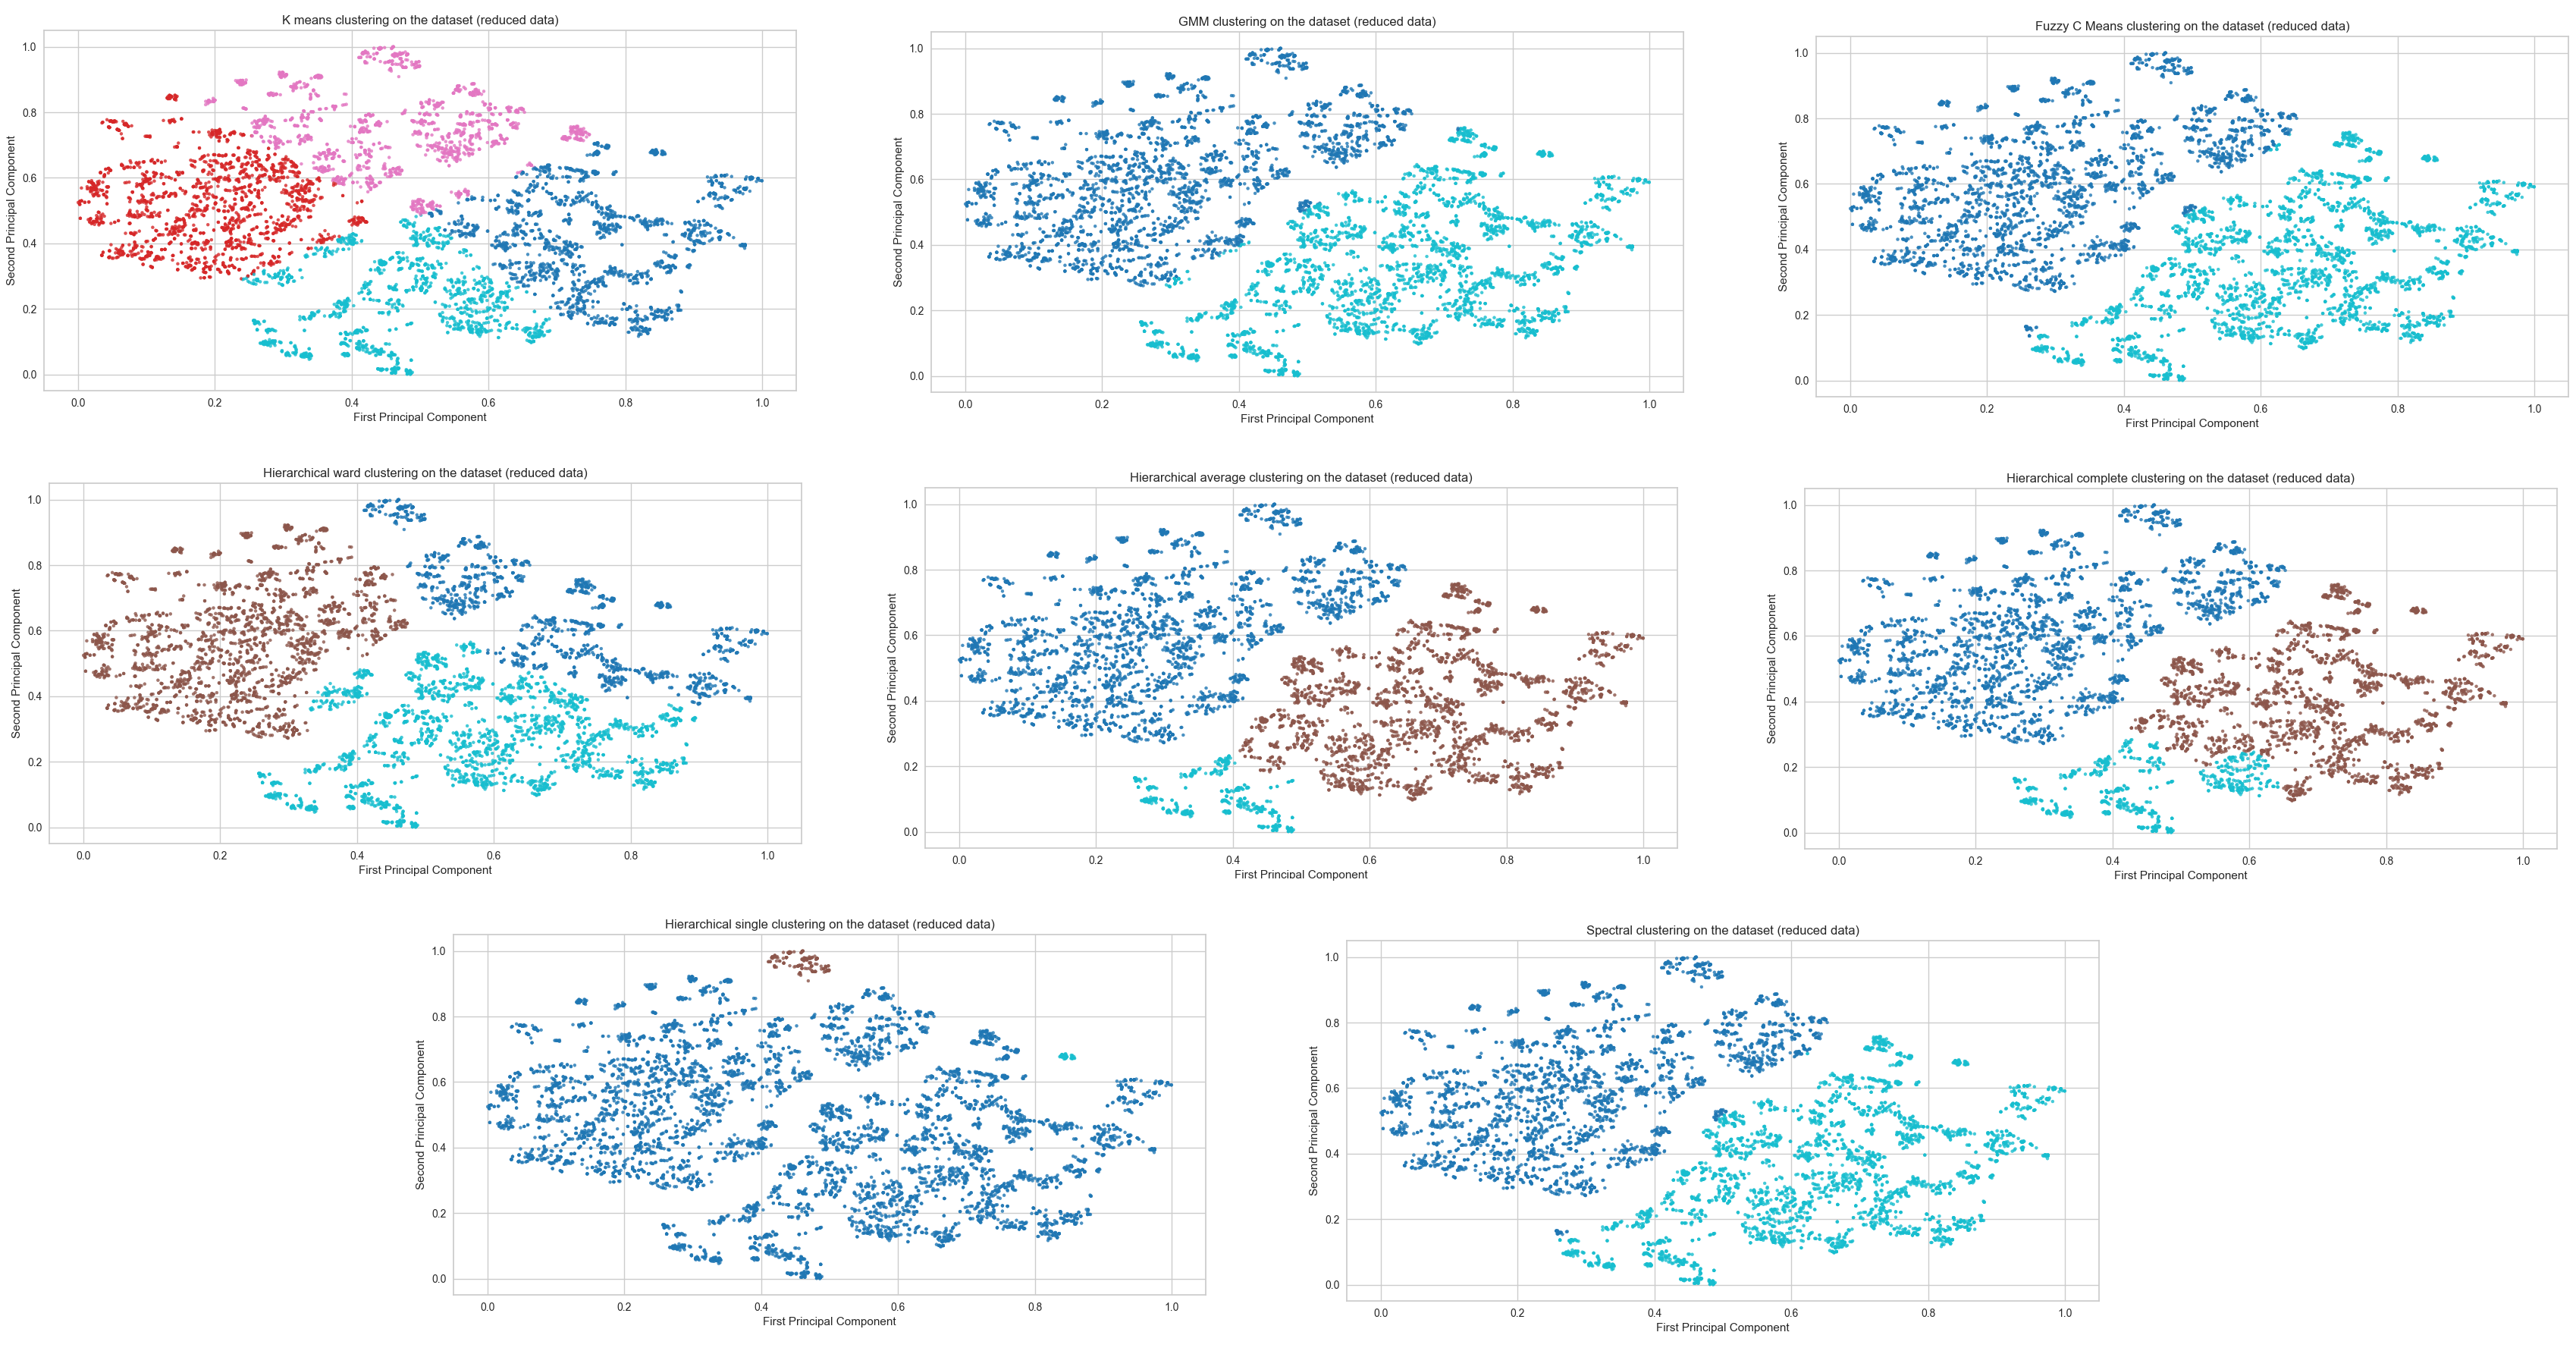 K means clustering on the dataset (reduced data)
1.0
0.8
0.6
0.4
0.2
0.0
Second Principal Component
0.0 0.2 0.4 0.6 0.8 1.0
First Principal Component
GMM clustering on the dataset (reduced data)
1.0
0.8
0.6
0.4
0.2
0.0
Second Principal Component
0.0 0.2 0.4 0.6 0.8 1.0
First Principal Component
Fuzzy C Means clustering on the dataset (reduced data)
1.0
0.8
0.6
0.4
0.2
0.0
Second Principal Component
0.0 0.2 0.4 0.6 0.8 1.0
First Principal Component
Hierarchical ward clustering on the dataset (reduced data)
1.0
0.8
0.6
0.4
0.2
0.0
Second Principal Component
0.0 0.2 0.4 0.6 0.8 1.0
First Principal Component
Hierarchical average clustering on the dataset (reduced data)
1.0
0.8
0.6
0.4
0.2
0.0
Second Principal Component
0.0 0.2 0.4 0.6 0.8 1.0
First Principal Component
Hierarchical complete clustering on the dataset (reduced data)
1.0
0.8
0.6
0.4
0.2
0.0
Second Principal Component
0.0 0.2 0.4 0.6 0.8 1.0
First Principal Component
Hierarchical single clustering on the dataset (reduced data)
1.0
0.8
0.6
0.4
0.2
0.0
Second Principal Component
0.0 0.2 0.4 0.6 0.8 1.0
First Principal Component
Spectral clustering on the dataset (reduced data)
1.0
0.8
0.6
0.4
0.2
0.0
Second Principal Component
0.0 0.2 0.4 0.6 0.8 1.0
First Principal Component